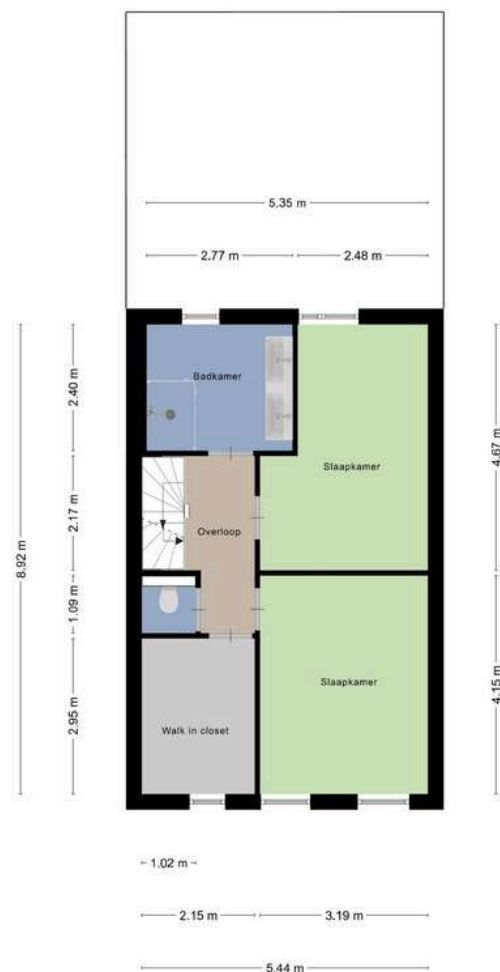 5.35 m
2.77 m
2.48 m
Badkamer
2.40 m
4.67 m
Slaapkamer
2.17 m
Overloop
8.92 m
1.09 m
Slaapkamer
4.15 m
2.95 m
Walk in closet
1.02 m
2.15 m
3.19 m
5.44 m